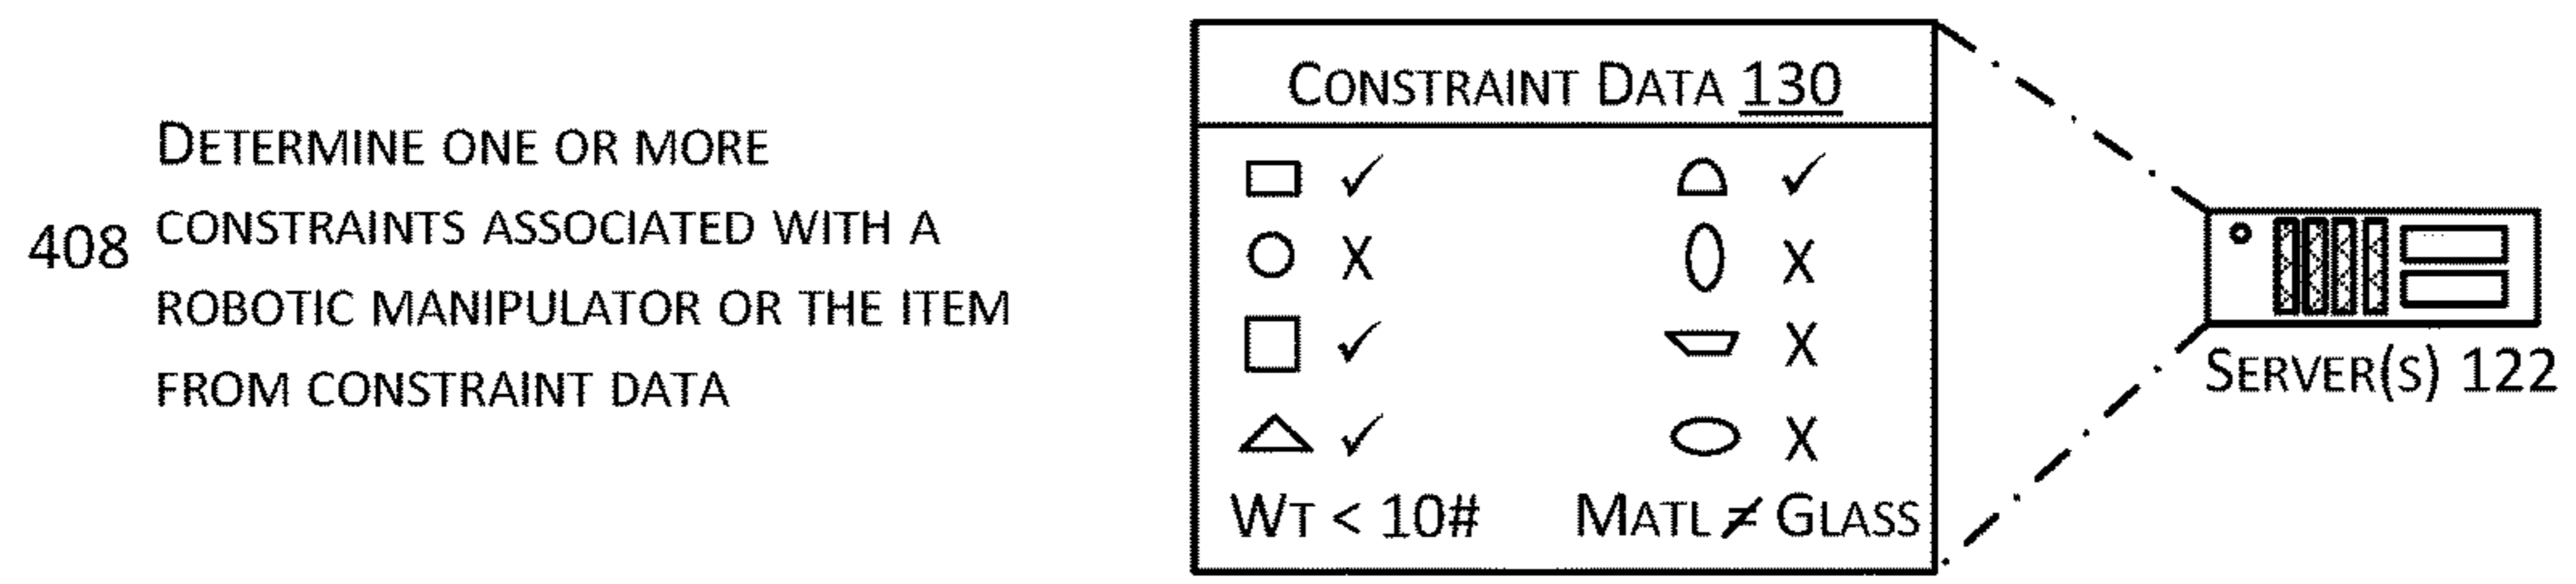 408
DETERMINE ONE OR MORE
CONSTRAINTS ASSOCIATED WITH A
ROBOTIC MANIPULATOR OR THE ITEM
FROM CONSTRAINT DATA
CONSTRAINT DATA 130
✓ ✓
X X
✓ X
✓ X
WT < 10# MATL ≠ GLASS
SERVER(S) 122